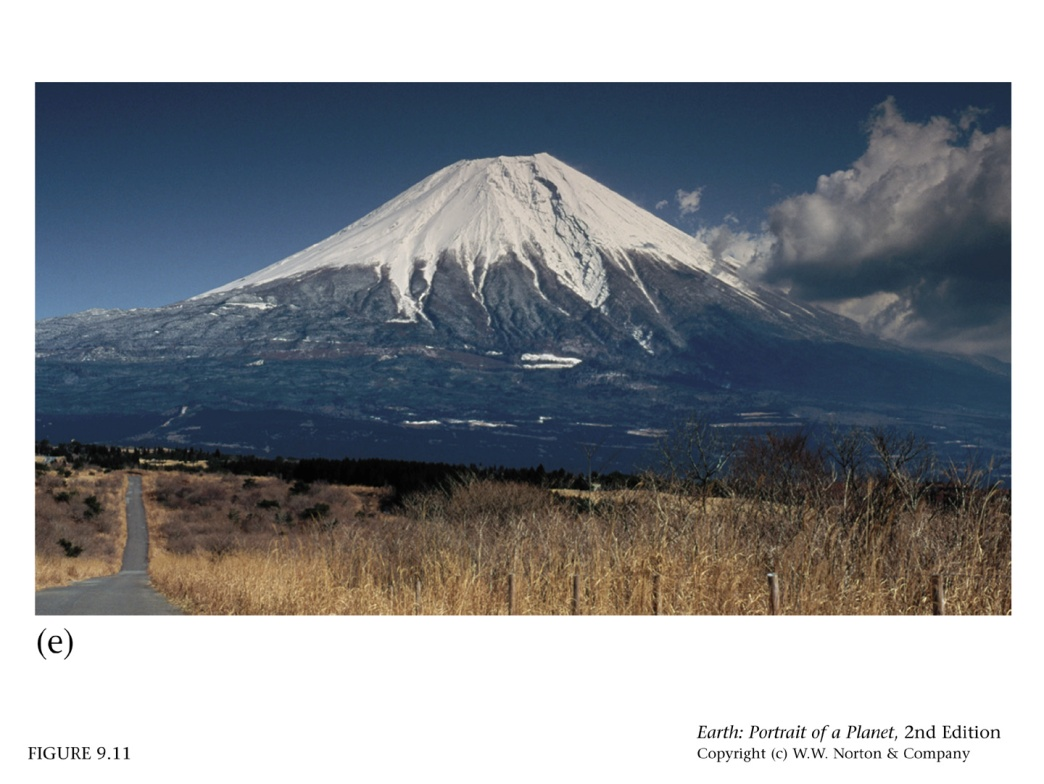 (e)
Earth: Portrait of a Planet, 2nd Edition
FIGURE 9.11
Copyright (c) W.W. Norton & Company